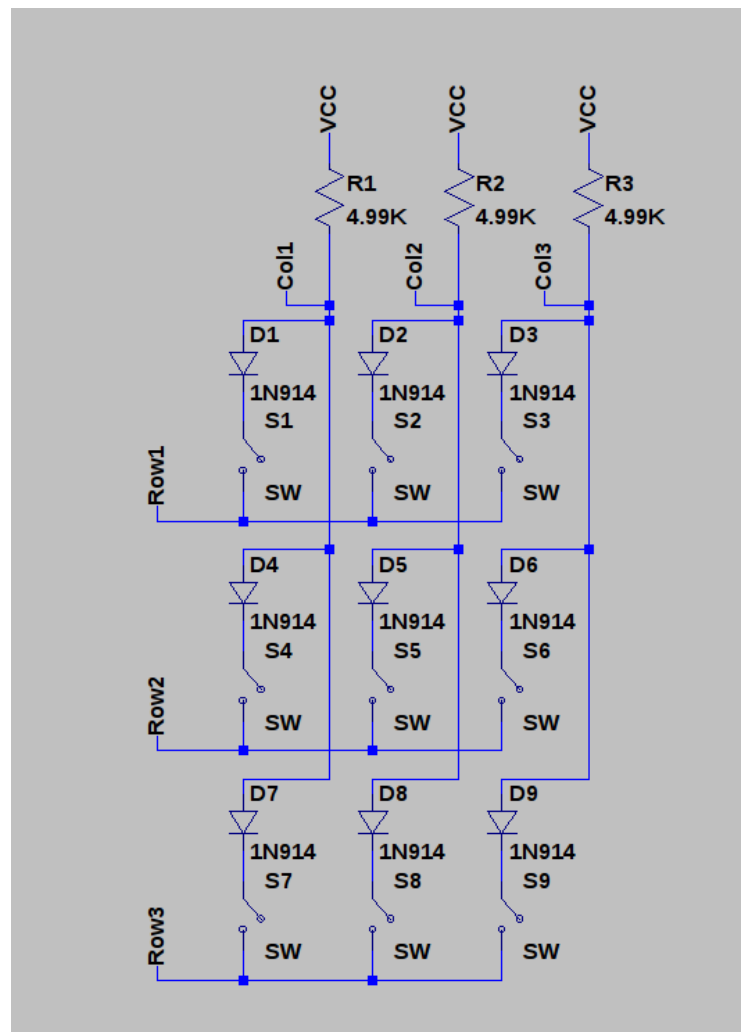 VCC
VCC
VCC
R1
R2
R3
4.99K
4.99K
4.99K
Col1
Col2
Col3
D1
D2
D3
1N914
1N914
1N914
S1
S2
S3
Row1
SW
SW
SW
D4
D5
D6
1N914
1N914
1N914
S4
S5
S6
Row2
SW
SW
SW
D7
D8
D9
1N914
1N914
1N914
S7
S8
S9
Row3
SW
SW
SW